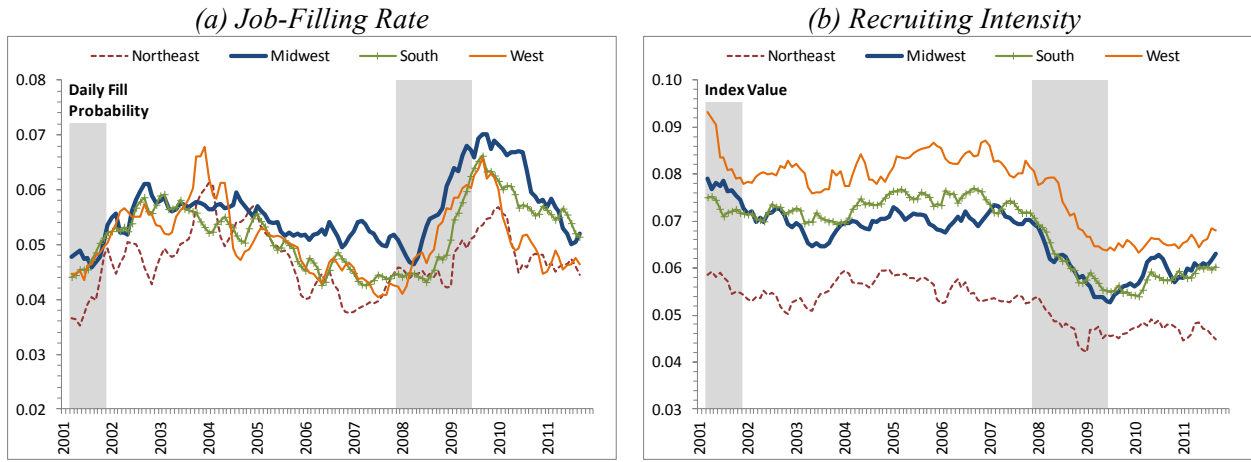 (a) Job-Filling Rate
Northeast Midwest South West
Daily Fill
Probability
0.08
0.07
0.06
0.05
0.04
0.03
0.02
2001 2002 2003 2004 2005 2006 2007 2008 2009 2010 2011
(b) Recruiting Intensity
Northeast Midwest South West
Index Value
0.10
0.09
0.08
0.07
0.06
0.05
0.04
0.03
2001 2002 2003 2004 2005 2006 2007 2008 2009 2010 2011